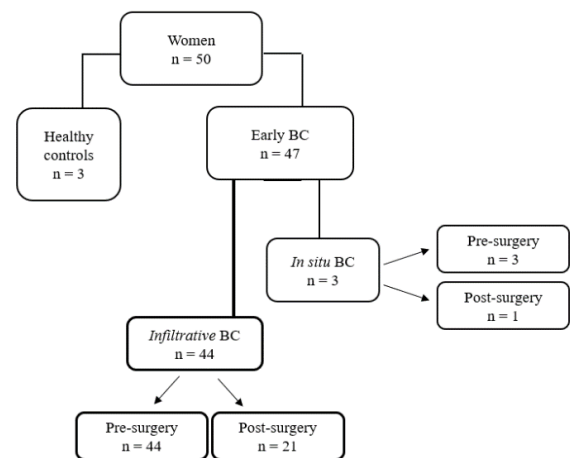 Women
n = 50
Healthy
controls
n = 3
Early BC
n = 47
In situ BC
n = 3
Pre-surgery
n = 3
Post-surgery
n = 1
Infiltrative BC
n = 44
Pre-surgery
n = 44
Post-surgery
n = 21